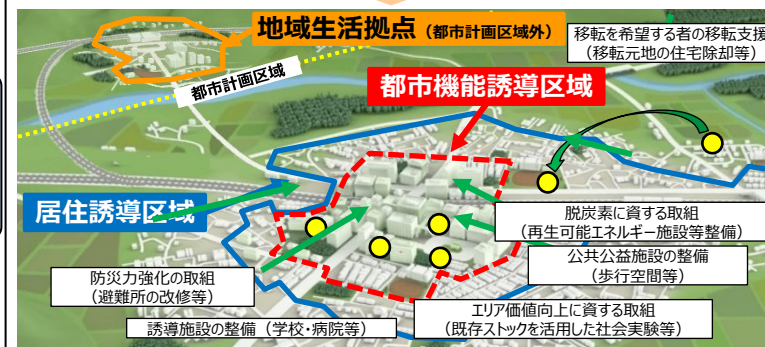 地域生活拠点（都市計画区域外）
移転を希望する者の移転支援
（移転元地の住宅除却等）
都市計画区域
都市機能誘導区域
居住誘導区域
脱炭素に資する取組
（再生可能エネルギー施設等整備）
公共公益施設の整備
（歩行空間等）
防災力強化の取組
（避難所の改修等）
エリア価値向上に資する取組
（既存ストックを活用した社会実験等）
誘導施設の整備（学校・病院等）